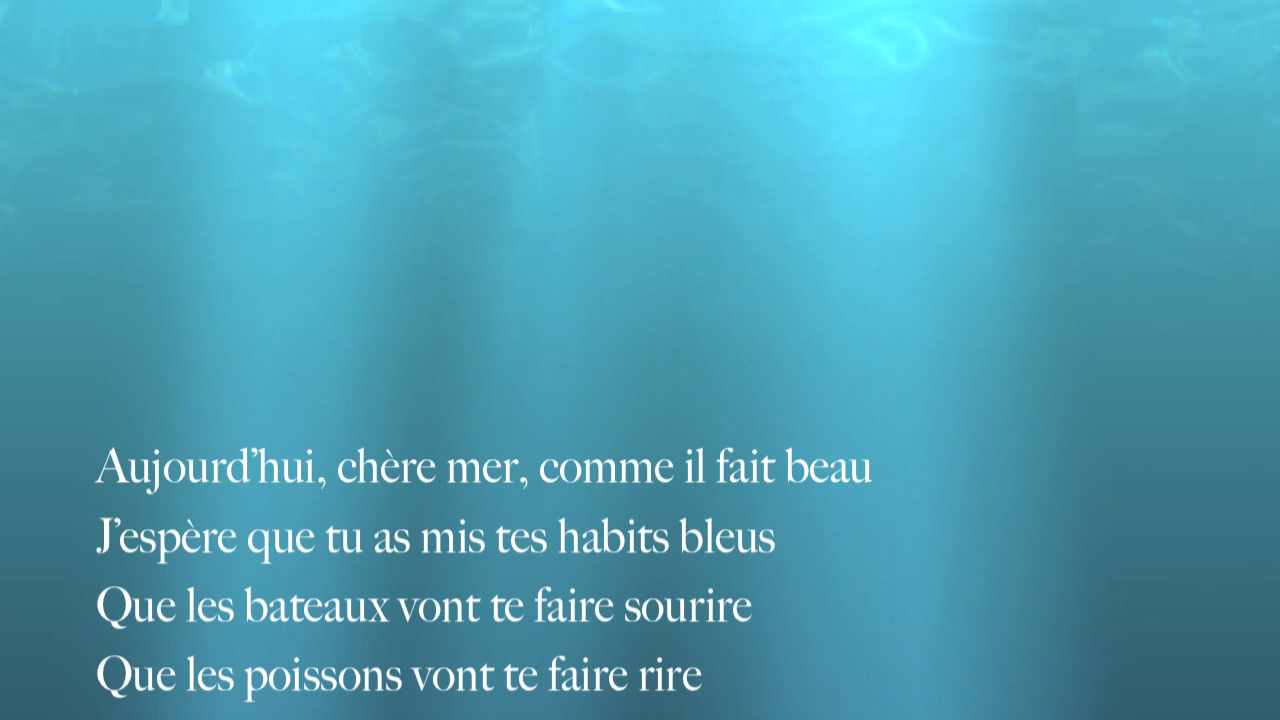 Aujourd’hui, chère mer, comme il fait beau
J’espère que tu as mis tes habits bleus
Que les bateaux vont te faire sourire
Que les poissons vont te faire rire